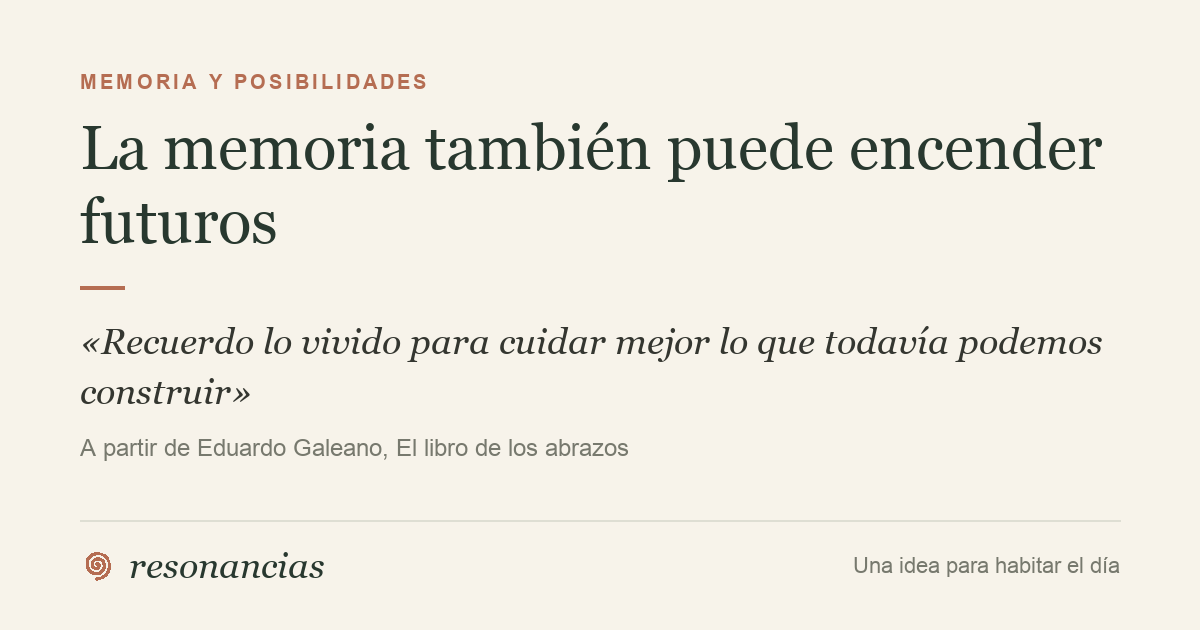 MEMORIA Y POSIBILIDADES
La memoria también puede encender
futuros
«Recuerdo lo vivido para cuidar mejor lo que todavía podemos
construir»
A partir de Eduardo Galeano, El libro de los abrazos
resonancias
Una idea para habitar el día